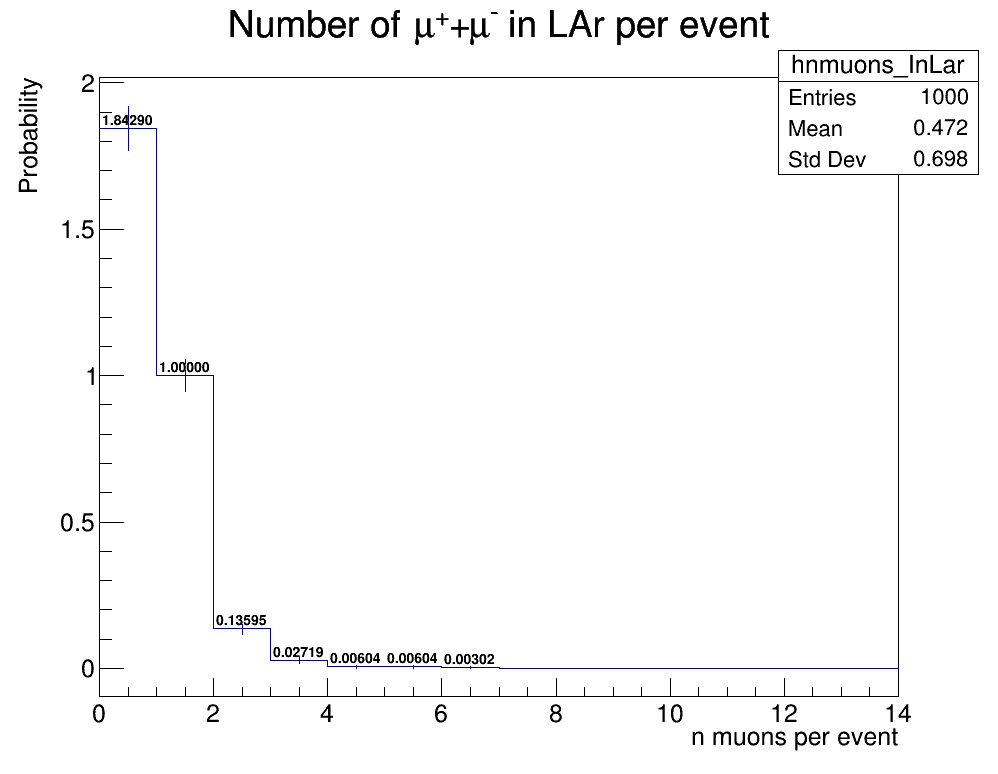 Number of μ⁺+μ⁻ in LAr per event
hnmuons_InLar
Entries 1000
Mean 0.472
Std Dev 0.698
Probability
2
1.5
1
0.5
0
1.84290
1.00000
0.13595
0.02719
0.00604
0.00604
0.00302
0 2 4 6 8 10 12 14
n muons per event